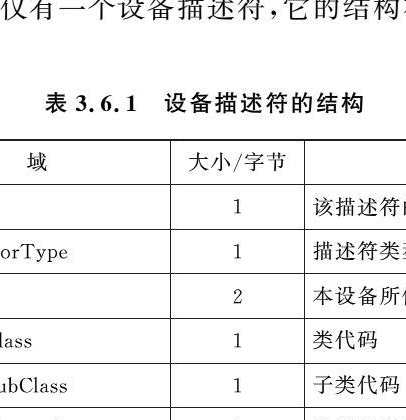 仅有一个设备描述符,它的结构
表 3.6.1 设备描述符的结构
域 大小/字节
1 该描述符
orType 1 描述符类
2 本设备所
lass 1 类代码
ubClass 1 子类代码